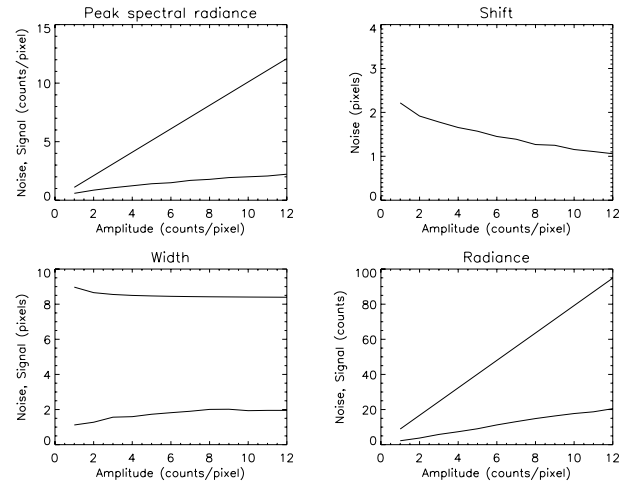 Peak spectral radiance
Noise, Signal (counts/pixel)
15
10
5
0
0 2 4 6 8 10 12
Amplitude (counts/pixel)
Shift
Noise (pixels)
4
3
2
1
0
0 2 4 6 8 10 12
Amplitude (counts/pixel)
Width
Noise, Signal (pixels)
10
8
6
4
2
0
0 2 4 6 8 10 12
Amplitude (counts/pixel)
Radiance
Noise, Signal (counts)
100
80
60
40
20
0
0 2 4 6 8 10 12
Amplitude (counts/pixel)